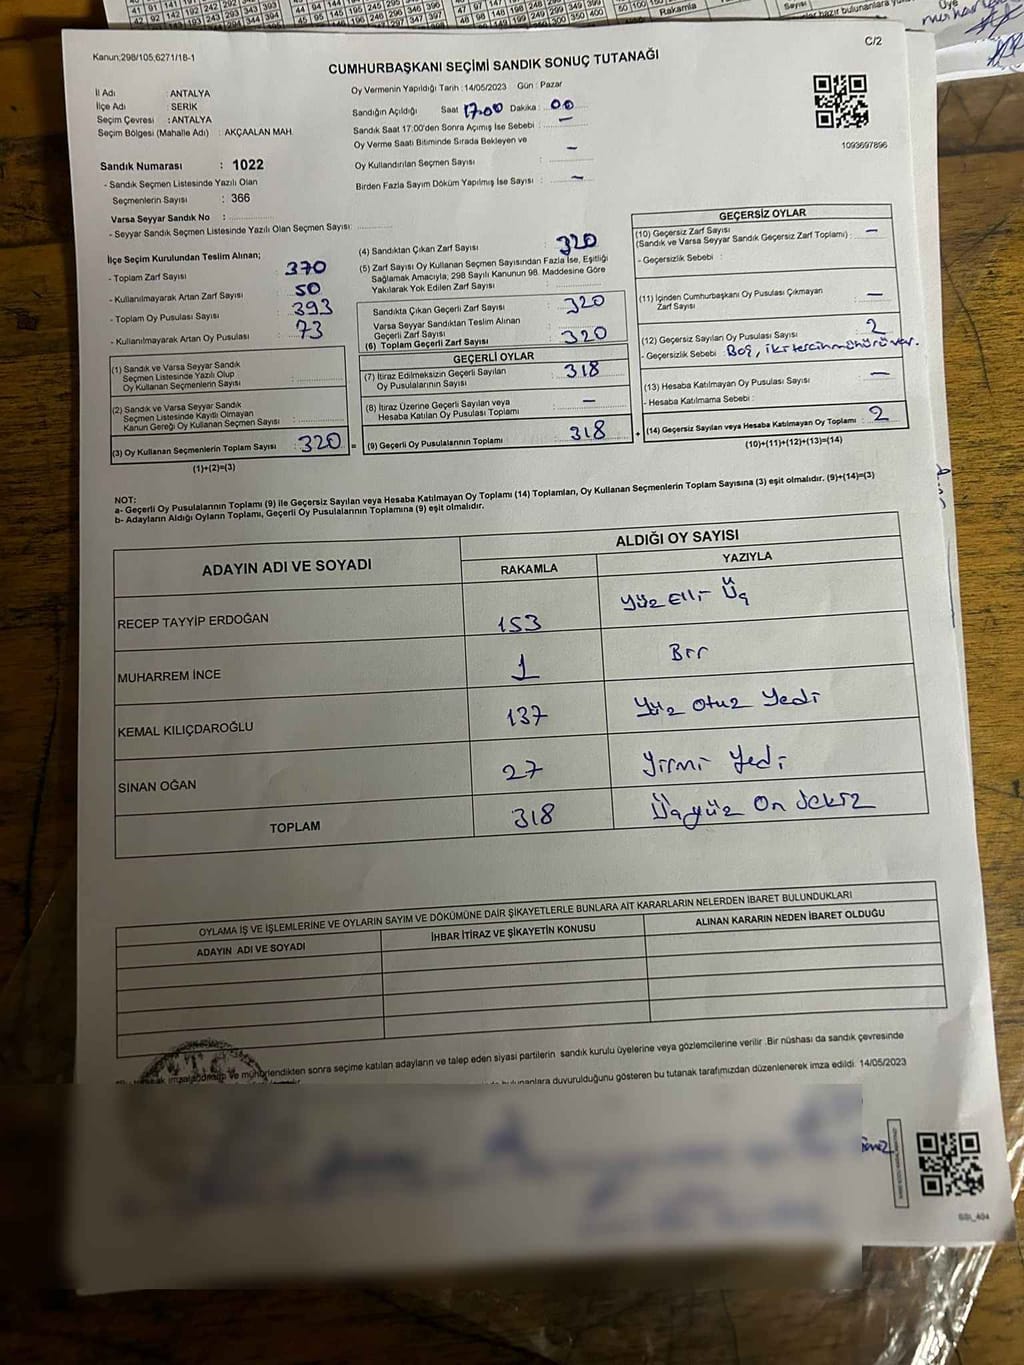 Kanun;298/105,6271/18-1
C/2
CUMHURBAŞKANI SEÇİMİ SANDIK SONUÇ TUTANAĞI
İl Adı : ANTALYA
İlçe Adı : SERİK
Seçim Çevresi : ANTALYA
Seçim Bölgesi (Mahalle Adı) : AKÇAALAN MAH.
Oy Vermenin Yapıldığı Tarih :14/05/2023 Gün : Pazar
Sandığın Açıldığı Saat 17:00 Dakika : 00
Sandık Saat 17:00'den Sonra Açımış İse Sebebi : —
Oy Verme Saati Bitiminde Sırada Bekleyen ve
Oy Kullandırılan Seçmen Sayısı : —
Birden Fazla Sayım Döküm Yapılmış İse Sayısı : —
1093697896
Sandık Numarası : 1022
- Sandık Seçmen Listesinde Yazılı Olan
Seçmenlerin Sayısı : 366
Varsa Seyyar Sandık No :
- Seyyar Sandık Seçmen Listesinde Yazılı Olan Seçmen Sayısı:
İlçe Seçim Kurulundan Teslim Alınan;
- Toplam Zarf Sayısı 370
- Kullanılmayarak Artan Zarf Sayısı 50
- Toplam Oy Pusulası Sayısı 393
- Kullanılmayarak Artan Oy Pusulası : 73
(1) Sandık ve Varsa Seyyar Sandık
Seçmen Listesinde Yazılı Olup
Oy Kullanan Seçmenlerin Sayısı :
(2) Sandık ve Varsa Seyyar Sandık
Seçmen Listesinde Kayıtlı Olmayan
Kanun Gereği Oy Kullanan Seçmen Sayısı :
(3) Oy Kullanan Seçmenlerin Toplam Sayısı : 320 =
(1)+(2)=(3)
(4) Sandıktan Çıkan Zarf Sayısı : 320
(5) Zarf Sayısı Oy Kullanan Seçmen Sayısından Fazla İse, Eşitliği
Sağlamak Amacıyla, 298 Sayılı Kanunun 98. Maddesine Göre
Yakılarak Yok Edilen Zarf Sayısı :
Sandıkta Çıkan Geçerli Zarf Sayısı : 320
Varsa Seyyar Sandıktan Teslim Alınan
Geçerli Zarf Sayısı
(6) Toplam Geçerli Zarf Sayısı : 320
GEÇERLİ OYLAR
(7) İtiraz Edilmeksizin Geçerli Sayılan
Oy Pusulalarının Sayısı : 318
(8) İtiraz Üzerine Geçerli Sayılan veya
Hesaba Katılan Oy Pusulası Toplamı : —
(9) Geçerli Oy Pusulalarının Toplamı : 318 +
GEÇERSİZ OYLAR
(10) Geçersiz Zarf Sayısı
(Sandık ve Varsa Seyyar Sandık Geçersiz Zarf Toplamı) : —
- Geçersizlik Sebebi :
(11) İçinden Cumhurbaşkanı Oy Pusulası Çıkmayan
Zarf Sayısı : —
(12) Geçersiz Sayılan Oy Pusulası Sayısı : 2
- Geçersizlik Sebebi : Boş, iki tercih mühürü var.
(13) Hesaba Katılmayan Oy Pusulası Sayısı : —
- Hesaba Katılmama Sebebi :
(14) Geçersiz Sayılan veya Hesaba Katılmayan Oy Toplamı : 2
(10)+(11)+(12)+(13)=(14)
NOT:
a- Geçerli Oy Pusulalarının Toplamı (9) ile Geçersiz Sayılan veya Hesaba Katılmayan Oy Toplamı (14) Toplamları, Oy Kullanan Seçmenlerin Toplam Sayısına (3) eşit olmalıdır. (9)+(14)=(3)
b- Adayların Aldığı Oyların Toplamı, Geçerli Oy Pusulalarının Toplamına (9) eşit olmalıdır.
ADAYIN ADI VE SOYADI
ALDIĞI OY SAYISI
RAKAMLA YAZIYLA
RECEP TAYYİP ERDOĞAN 153 Yüz Elli Üç
MUHARREM İNCE 1 Bir
KEMAL KILIÇDAROĞLU 137 Yüz Otuz Yedi
SİNAN OĞAN 27 Yirmi Yedi
TOPLAM 318 Üçyüz On Sekiz
OYLAMA İŞ VE İŞLEMLERİNE VE OYLARIN SAYIM VE DÖKÜMÜNE DAİR ŞİKAYETLERLE BUNLARA AİT KARARLARIN NELERDEN İBARET BULUNDUKLARI
ADAYIN ADI VE SOYADI İHBAR İTİRAZ VE ŞİKAYETİN KONUSU ALINAN KARARIN NEDEN İBARET OLDUĞU
ve mühürlendikten sonra seçime katılan adayların ve talep eden siyasi partilerin sandık kurulu üyelerine veya gözlemcilerine verilir .Bir nüshası da sandık çevresinde
duyurulduğunu gösteren bu tutanak tarafımızdan düzenlenerek imza edildi. 14/05/2023